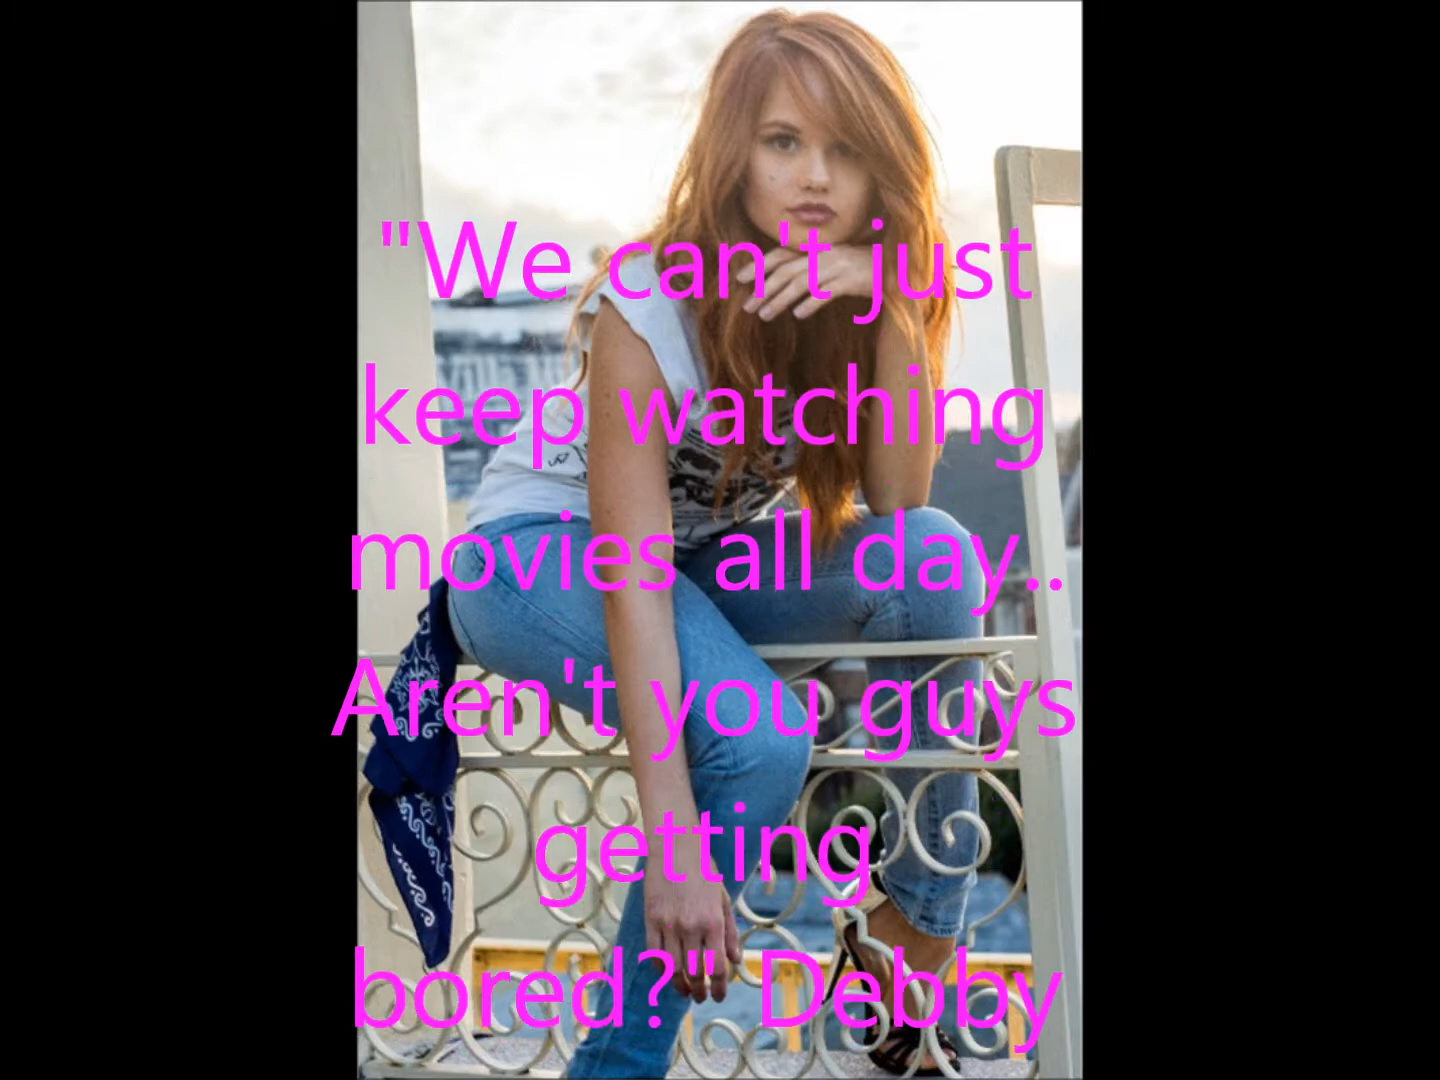 "We can't just
keep watching
movies all day..
Aren't you guys
getting
bored?" Debby